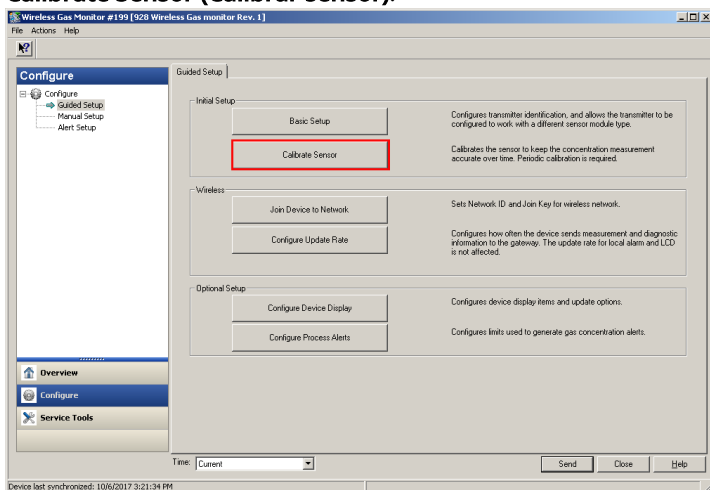 Calibrate Sensor (Calibrar sensor).
Wireless Gas Monitor #199 [928 Wireless Gas monitor Rev. 1]
File Actions Help
Configure
Configure
Guided Setup
Manual Setup
Alert Setup
Overview
Configure
Service Tools
Guided Setup
Initial Setup
Basic Setup
Configures transmitter identification, and allows the transmitter to be
configured to work with a different sensor module type.
Calibrate Sensor
Calibrates the sensor to keep the concentration measurement
accurate over time. Periodic calibration is required.
Wireless
Join Device to Network
Sets Network ID and Join Key for wireless network.
Configure Update Rate
Configures how often the device sends measurement and diagnostic
information to the gateway. The update rate for local alarm and LCD
is not affected.
Optional Setup
Configure Device Display
Configures device display items and update options.
Configure Process Alerts
Configures limits used to generate gas concentration alerts.
Time: Current
Send Close Help
Device last synchronized: 10/6/2017 3:21:34 PM